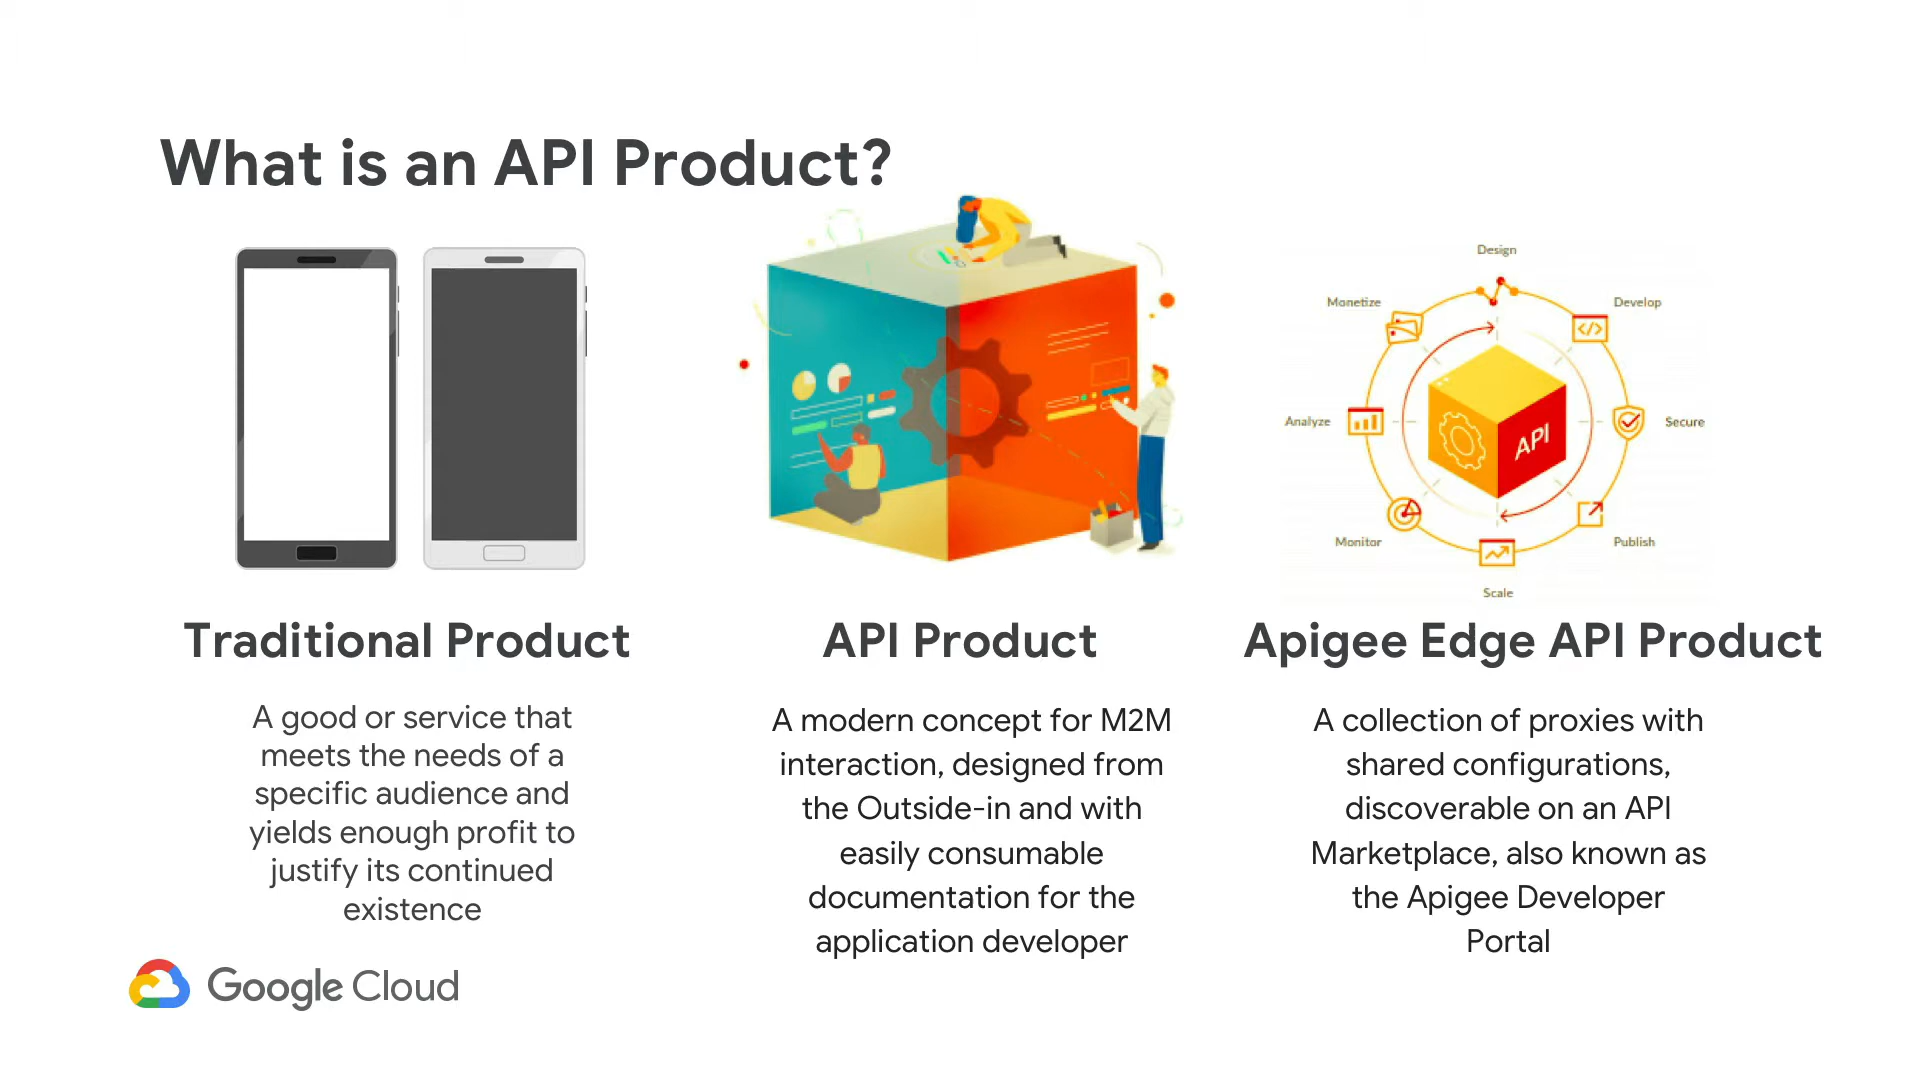 What is an API Product?
Design
Monetize
Develop
Analyze
API
Secure
Monitor
Publish
Scale
Traditional Product
A good or service that
meets the needs of a
specific audience and
yields enough profit to
justify its continued
existence
API Product
A modern concept for M2M
interaction, designed from
the Outside-in and with
easily consumable
documentation for the
application developer
Apigee Edge API Product
A collection of proxies with
shared configurations,
discoverable on an API
Marketplace, also known as
the Apigee Developer
Portal
Google Cloud